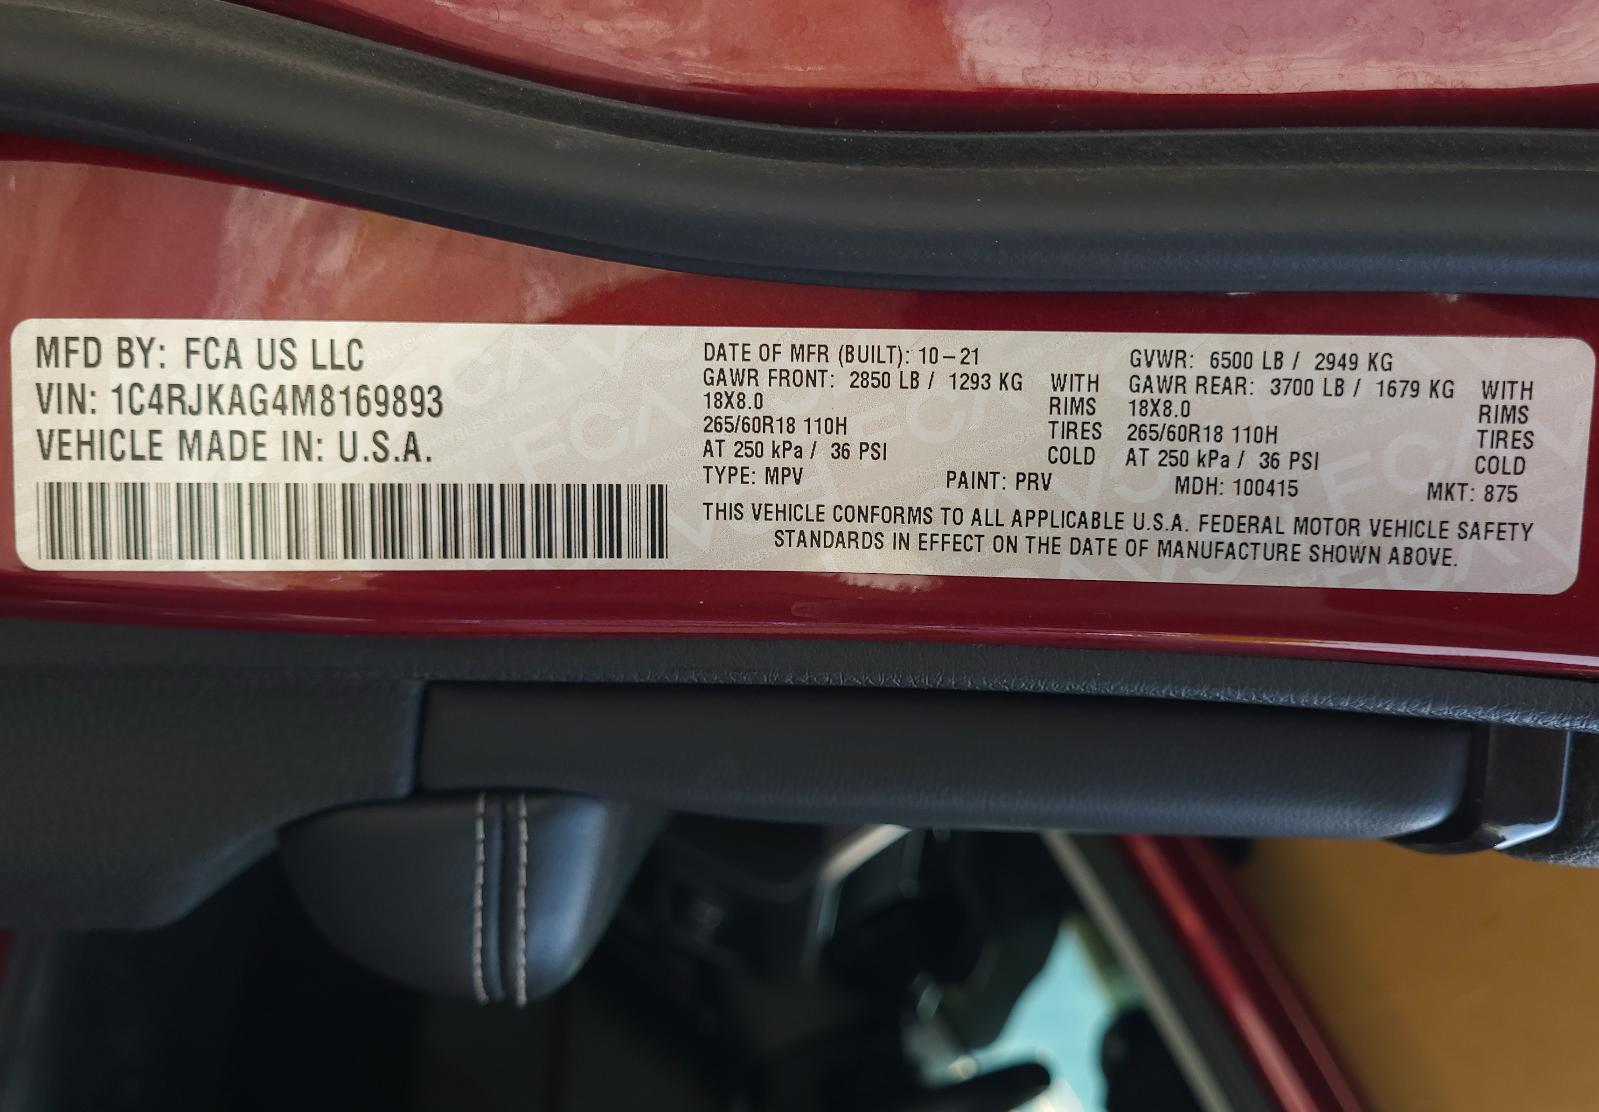 MFD BY: FCA US LLC
VIN: 1C4RJKAG4M8169893
VEHICLE MADE IN: U.S.A.
DATE OF MFR (BUILT): 10-21
GAWR FRONT: 2850 LB / 1293 KG WITH
18X8.0 RIMS
265/60R18 110H TIRES
AT 250 kPa / 36 PSI COLD
GVWR: 6500 LB / 2949 KG
GAWR REAR: 3700 LB / 1679 KG WITH
18X8.0 RIMS
265/60R18 110H TIRES
AT 250 kPa / 36 PSI COLD
TYPE: MPV PAINT: PRV MDH: 100415 MKT: 875
THIS VEHICLE CONFORMS TO ALL APPLICABLE U.S.A. FEDERAL MOTOR VEHICLE SAFETY
STANDARDS IN EFFECT ON THE DATE OF MANUFACTURE SHOWN ABOVE.